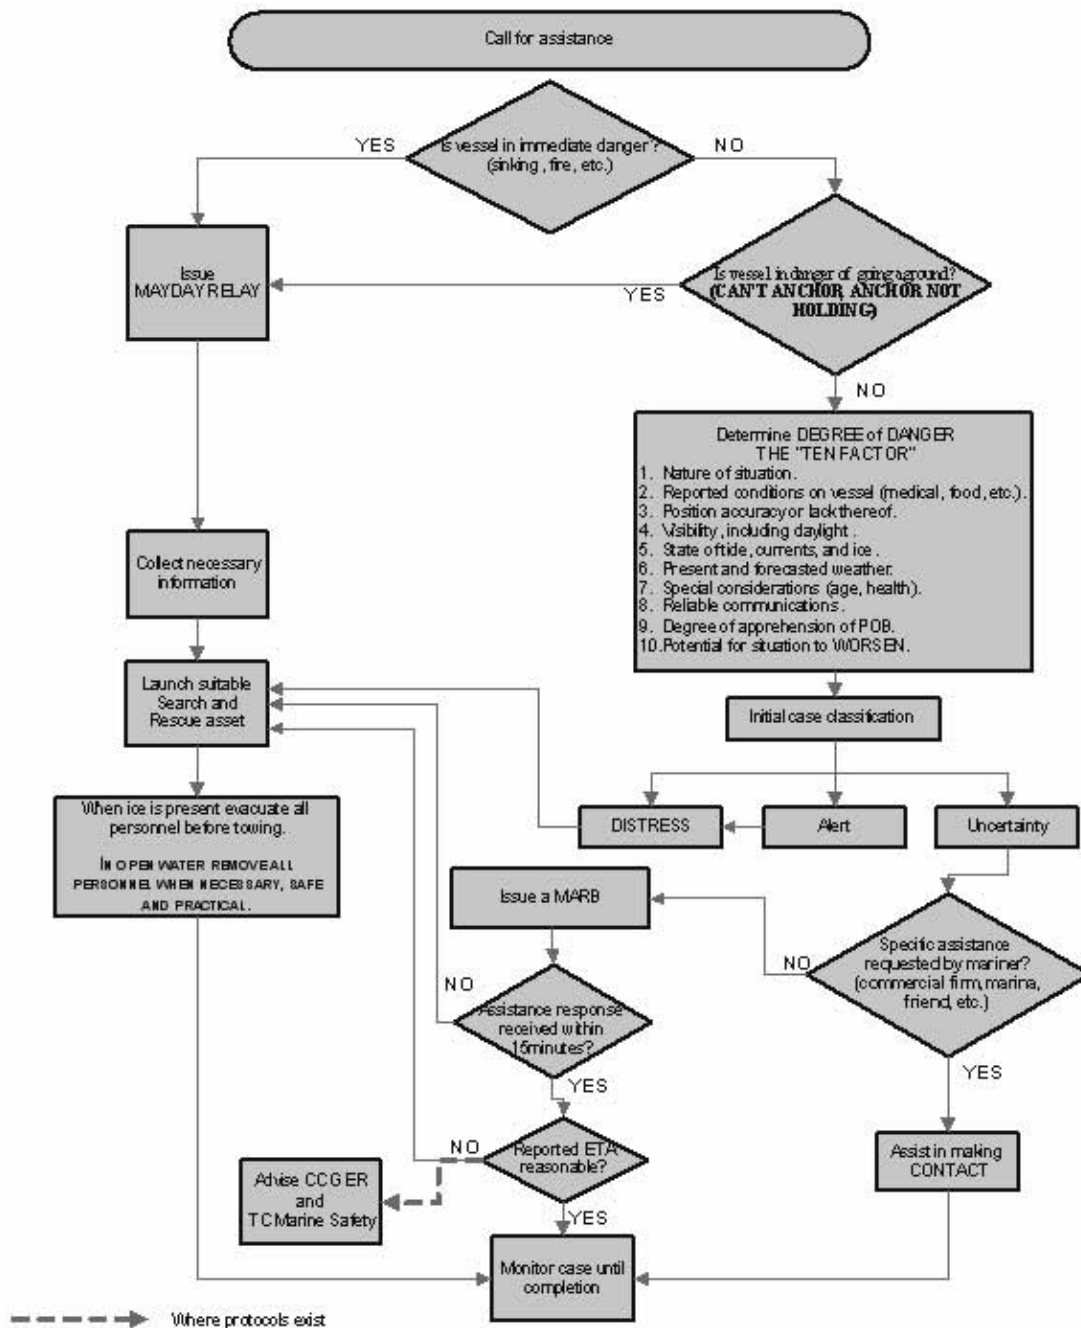 Call for assistance
Is vessel in immediate danger?
(sinking, fire, etc.)
YES
NO
Issue
MAYDAY RELAY
Is vessel in danger of going aground?
(CAN'T ANCHOR, ANCHOR NOT
HOLDING)
YES
NO
Determine DEGREE of DANGER
THE "TEN FACTOR"
1. Nature of situation.
2. Reported conditions on vessel (medical, food, etc.).
3. Position accuracy or lack thereof.
4. Visibility, including daylight.
5. State of tide, currents, and ice.
6. Present and forecasted weather.
7. Special considerations (age, health).
8. Reliable communications.
9. Degree of apprehension of POB.
10. Potential for situation to WORSEN.
Collect necessary
information
Launch suitable
Search and
Rescue asset
Initial case classification
When ice is present evacuate all
personnel before towing.
IN OPEN WATER REMOVE ALL
PERSONNEL WHEN NECESSARY, SAFE
AND PRACTICAL.
DISTRESS
Alert
Uncertainty
Issue a MARB
Specific assistance
requested by mariner?
(commercial firm, marina,
friend, etc.)
NO
YES
NO
Assistance response
received within
15 minutes?
YES
NO
Reported ETA
reasonable?
YES
Advise CCG ER
and
TC Marine Safety
Assist in making
CONTACT
Monitor case until
completion
Where protocols exist